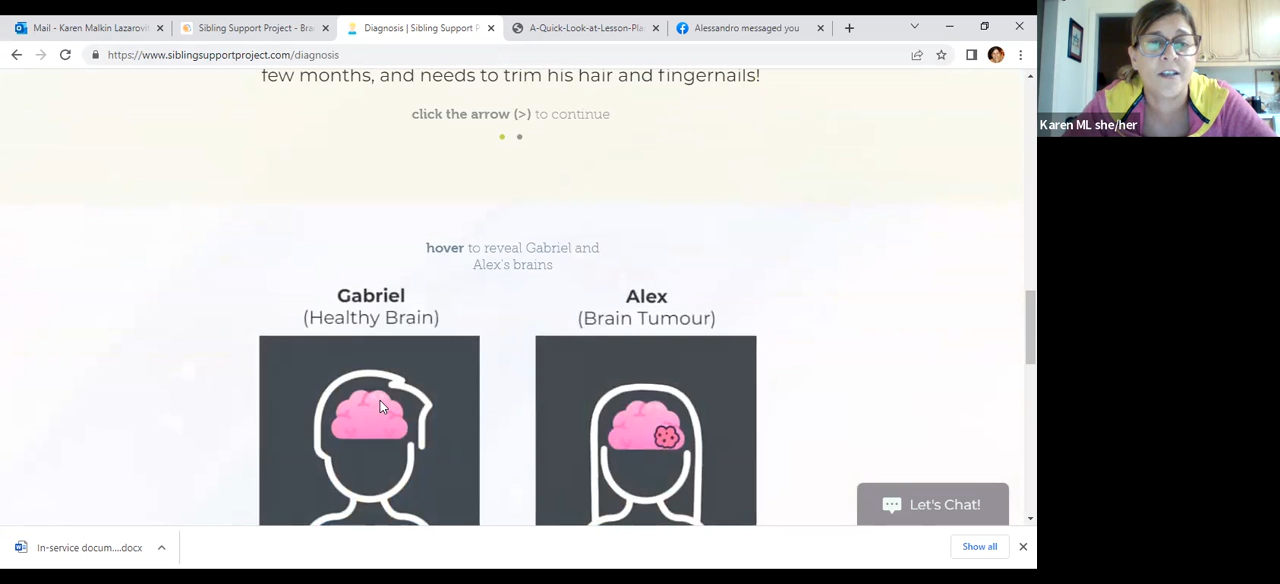 Mail - Karen Malkin Lazarovit
Sibling Support Project - Bra
Diagnosis | Sibling Support P
A-Quick-Look-at-Lesson-Pla
Alessandro messaged you
https://www.siblingsupportproject.com/diagnosis
Karen ML she/her
few months, and needs to trim his hair and fingernails!
click the arrow (>) to continue
hover to reveal Gabriel and
Alex's brains
Gabriel
(Healthy Brain)
Alex
(Brain Tumour)
Let's Chat!
In-service docum....docx
Show all